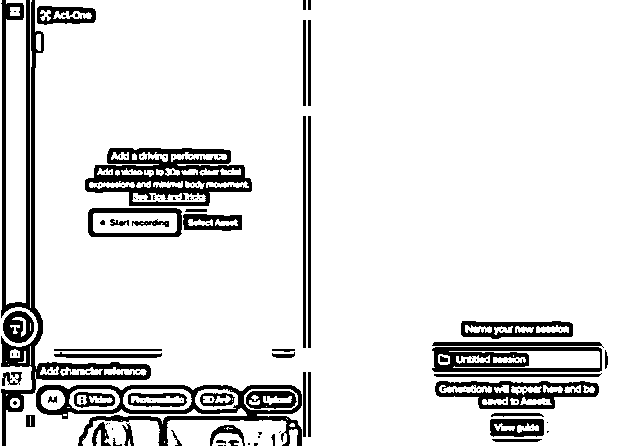 Act-One
Add a driving performance
Add a video up to 30s with clear facial
expressions and minimal body movement.
See Tips and Tricks
Start recording
Select Asset
Add character reference
All
Video
Photorealistic
3D Art
Upload
Name your new session
Untitled session
Generations will appear here and be
saved to Assets.
View guide